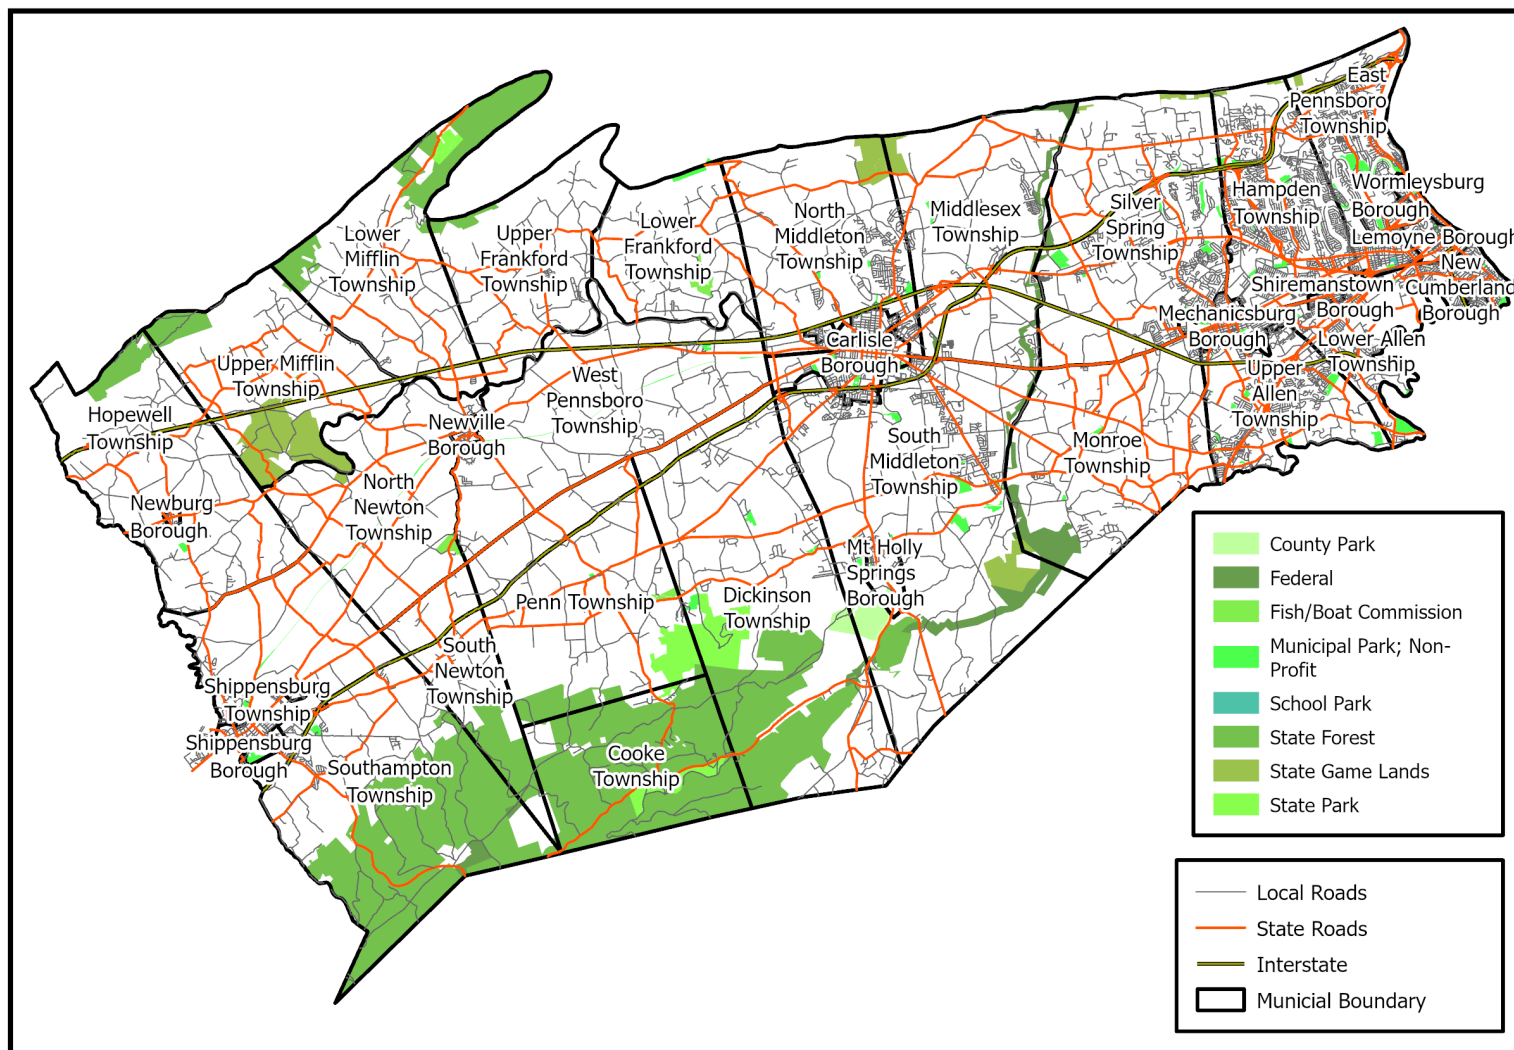 East
Pennsboro
Township
Wormleysburg
Borough
Hampden
Township
Silver
Spring
Township
Middlesex
Township
North
Middleton
Township
Lower
Frankford
Township
Upper
Frankford
Township
Lower
Mifflin
Township
Lemoyne Borough
New
Cumberland
Borough
Shiremanstown
Borough
Mechanicsburg
Borough
Lower Allen
Township
Upper
Allen
Township
Carlisle
Borough
West
Pennsboro
Township
Upper Mifflin
Township
Hopewell
Township
Newville
Borough
Newburg
Borough
North
Newton
Township
South
Middleton
Township
Monroe
Township
Mt Holly
Springs
Borough
Dickinson
Township
Penn Township
South
Newton
Township
Shippensburg
Township
Shippensburg
Borough
Southampton
Township
Cooke
Township
County Park
Federal
Fish/Boat Commission
Municipal Park; Non-
Profit
School Park
State Forest
State Game Lands
State Park
Local Roads
State Roads
Interstate
Municial Boundary